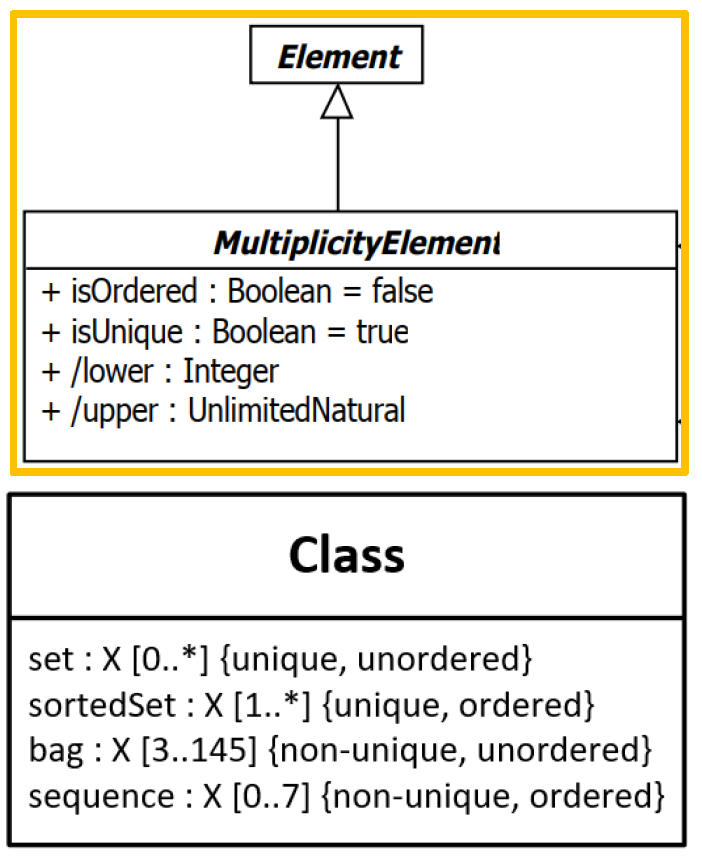 Element
MultiplicityElement
+ isOrdered : Boolean = false
+ isUnique : Boolean = true
+ /lower : Integer
+ /upper : UnlimitedNatural
Class
set : X [0..*] {unique, unordered}
sortedSet : X [1..*] {unique, ordered}
bag : X [3..145] {non-unique, unordered}
sequence : X [0..7] {non-unique, ordered}